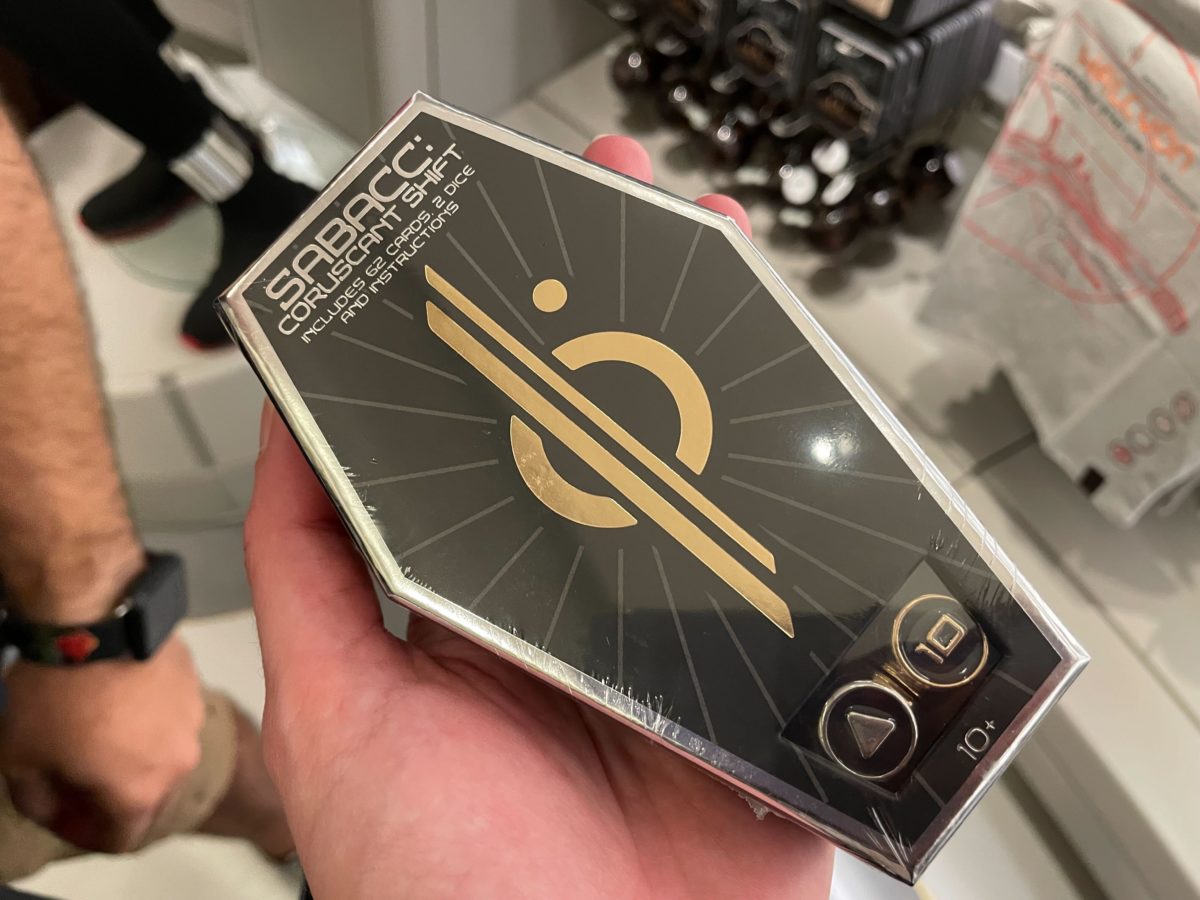 SABACC:
CORUSCANT SHIFT
INCLUDES 62 CARDS, 2 DICE
AND INSTRUCTIONS
10
10+